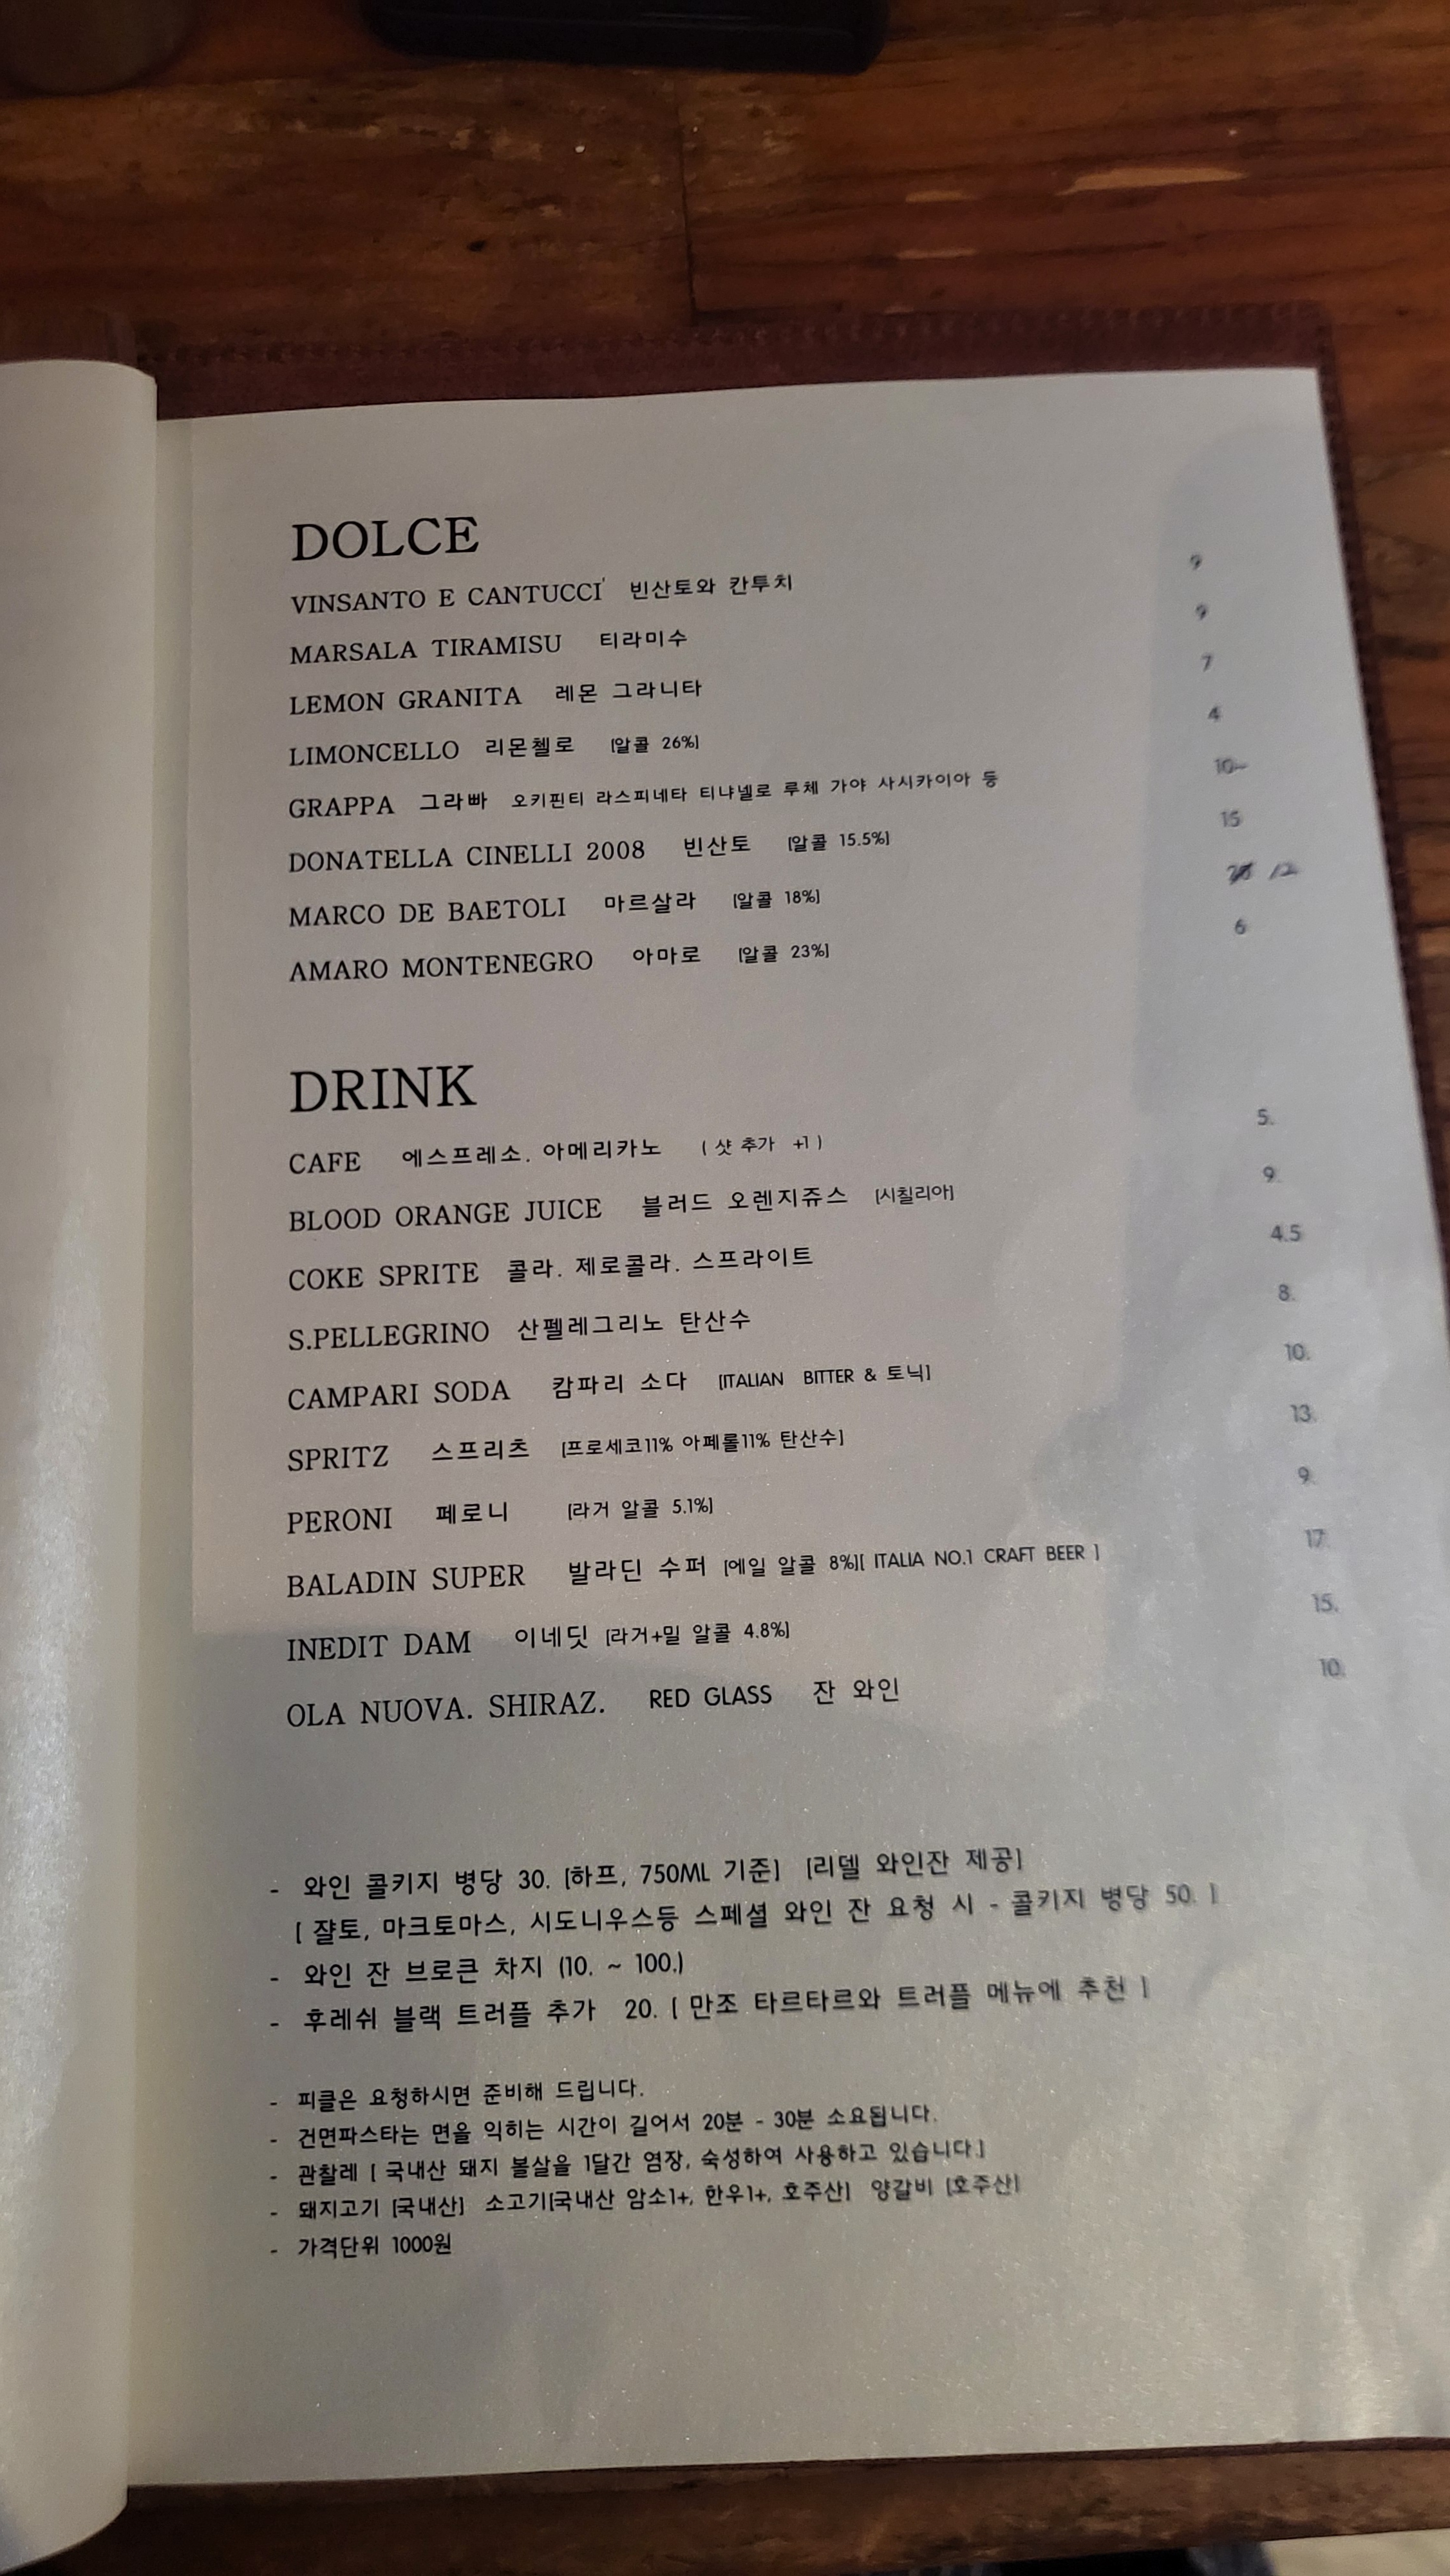 DOLCE
VINSANTO E CANTUCCI' 빈산토와 칸투치 9
MARSALA TIRAMISU 티라미수 9
LEMON GRANITA 레몬 그라니타 7
LIMONCELLO 리몬첼로 [알콜 26%] 4
GRAPPA 그라빠 오키핀티 라스피네타 티냐넬로 루체 가야 사시카이아 등 10~
DONATELLA CINELLI 2008 빈산토 [알콜 15.5%] 15
MARCO DE BAETOLI 마르살라 [알콜 18%] 12
AMARO MONTENEGRO 아마로 [알콜 23%] 6
DRINK
CAFE 에스프레소. 아메리카노 ( 샷 추가 +1 ) 5.
BLOOD ORANGE JUICE 블러드 오렌지쥬스 [시칠리아] 9.
COKE SPRITE 콜라. 제로콜라. 스프라이트 4.5
S.PELLEGRINO 산펠레그리노 탄산수 8.
CAMPARI SODA 캄파리 소다 [ITALIAN BITTER & 토닉] 10.
SPRITZ 스프리츠 [프로세코11% 아페롤11% 탄산수] 13.
PERONI 페로니 [라거 알콜 5.1%] 9.
BALADIN SUPER 발라딘 수퍼 [에일 알콜 8%][ ITALIA NO.1 CRAFT BEER ] 17.
INEDIT DAM 이네딧 [라거+밀 알콜 4.8%] 15.
OLA NUOVA. SHIRAZ. RED GLASS 잔 와인 10.
- 와인 콜키지 병당 30. [하프, 750ML 기준] [리델 와인잔 제공]
[ 쟐토, 마크토마스, 시도니우스등 스페셜 와인 잔 요청 시 - 콜키지 병당 50. ]
- 와인 잔 브로큰 차지 (10. ~ 100.)
- 후레쉬 블랙 트러플 추가 20. [ 만조 타르타르와 트러플 메뉴에 추천 ]
- 피클은 요청하시면 준비해 드립니다.
- 건면파스타는 면을 익히는 시간이 길어서 20분 - 30분 소요됩니다.
- 관찰레 [ 국내산 돼지 볼살을 1달간 염장, 숙성하여 사용하고 있습니다.]
- 돼지고기 [국내산] 소고기[국내산 암소1+, 한우1+, 호주산] 양갈비 [호주산]
- 가격단위 1000원